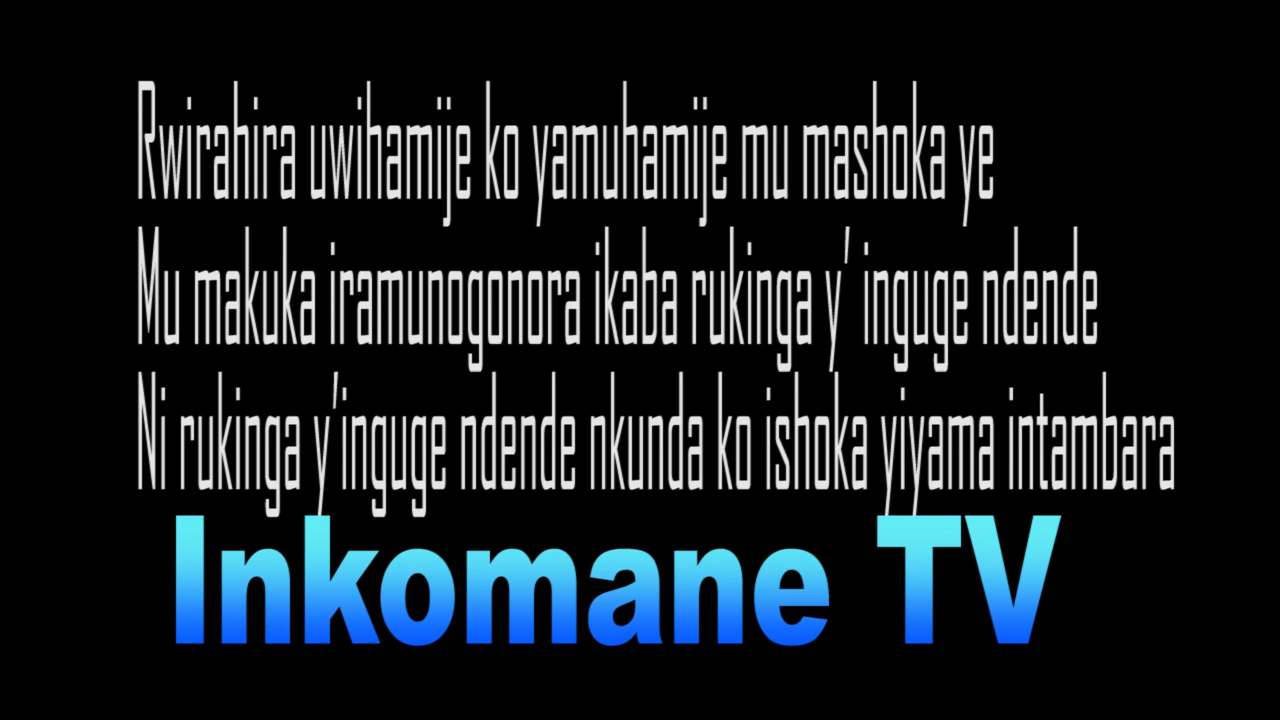 Rwirahira uwihamije ko yamuhamije mu mashoka ye
Mu makuka iramunogonora ikaba rukinga y' inguge ndende
Ni rukinga y'inguge ndende nkunda ko ishoka yiyama intambara
Inkomane TV